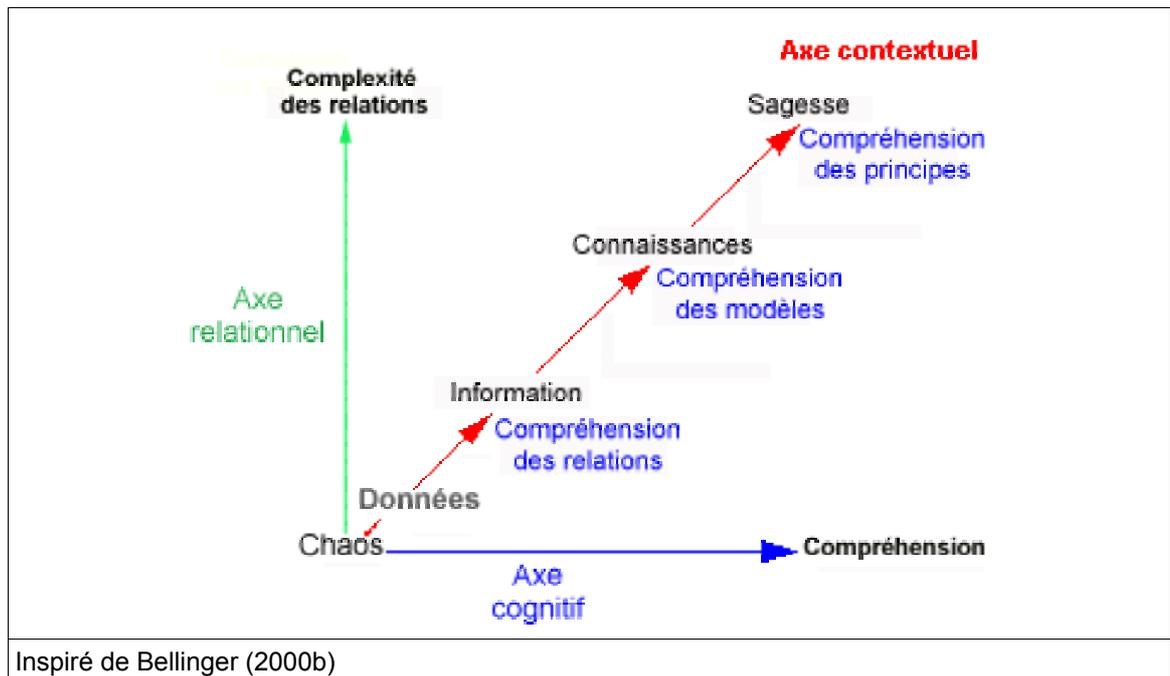 Axe contextuel
Complexité
des relations
Sagesse
Compréhension
des principes
Connaissances
Compréhension
des modèles
Axe
relationnel
Information
Compréhension
des relations
Données
Chaos
Compréhension
Axe
cognitif
Inspiré de Bellinger (2000b)